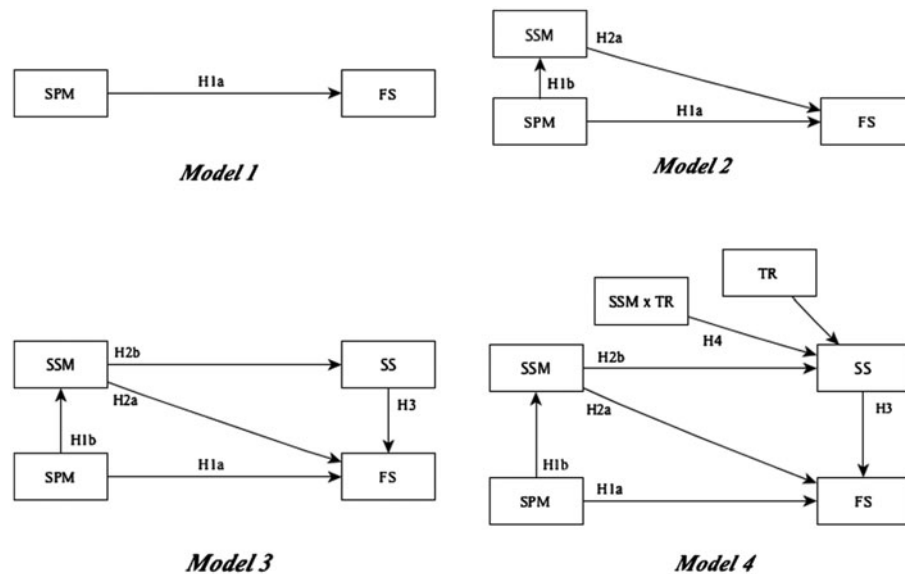 SPM
H1a
FS
Model 1
SSM
H2a
H1b
SPM
H1a
FS
Model 2
SSM
H2b
SS
H2a
H3
H1b
SPM
H1a
FS
Model 3
TR
SSM x TR
H4
SSM
H2b
SS
H2a
H3
H1b
SPM
H1a
FS
Model 4